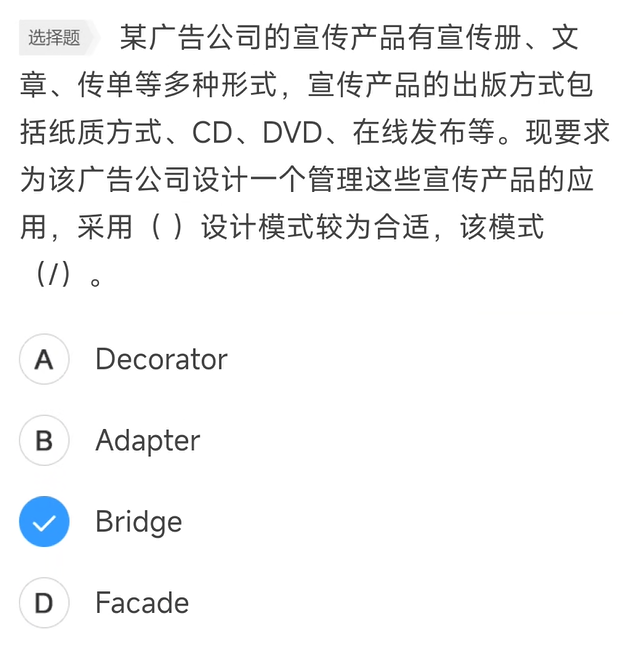 选择题 某广告公司的宣传产品有宣传册、文
章、传单等多种形式，宣传产品的出版方式包
括纸质方式、CD、DVD、在线发布等。现要求
为该广告公司设计一个管理这些宣传产品的应
用，采用（ ）设计模式较为合适，该模式
（/）。
A Decorator
B Adapter
Bridge
D Facade